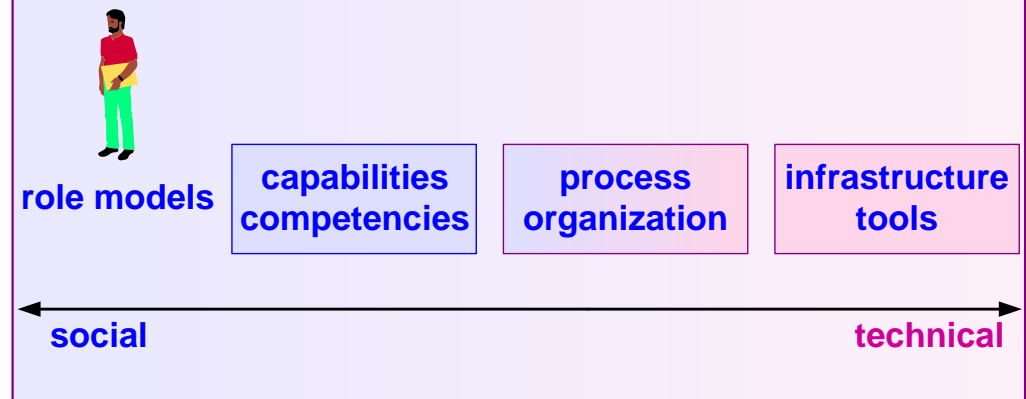 role models
capabilities
competencies
process
organization
infrastructure
tools
social
technical